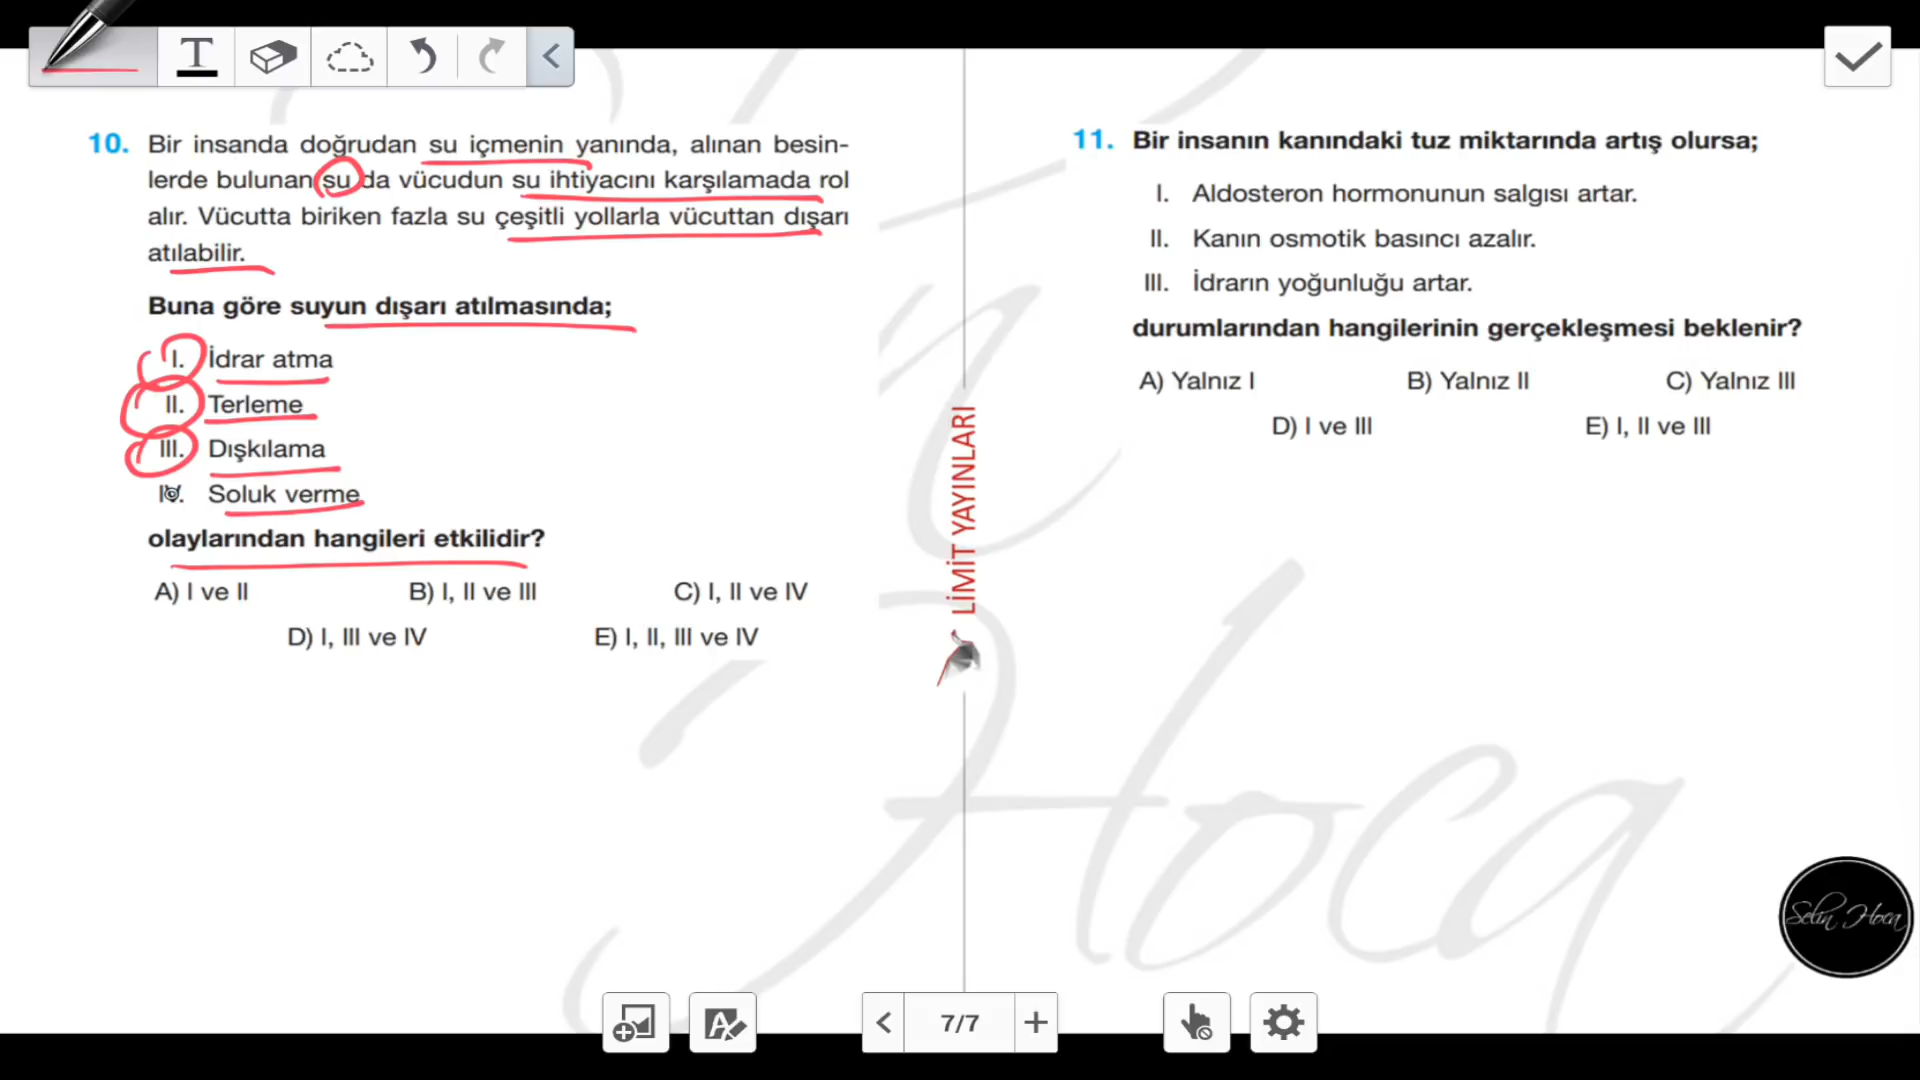 T
10. Bir insanda doğrudan su içmenin yanında, alınan besin-
lerde bulunan su da vücudun su ihtiyacını karşılamada rol
alır. Vücutta biriken fazla su çeşitli yollarla vücuttan dışarı
atılabilir.
Buna göre suyun dışarı atılmasında;
I. İdrar atma
II. Terleme
III. Dışkılama
Soluk verme
olaylarından hangileri etkilidir?
A) I ve II B) I, II ve III C) I, II ve IV
D) I, III ve IV E) I, II, III ve IV
LİMİT YAYINLARI
11. Bir insanın kanındaki tuz miktarında artış olursa;
I. Aldosteron hormonunun salgısı artar.
II. Kanın osmotik basıncı azalır.
III. İdrarın yoğunluğu artar.
durumlarından hangilerinin gerçekleşmesi beklenir?
A) Yalnız I B) Yalnız II C) Yalnız III
D) I ve III E) I, II ve III
Hoca
Selin Hoca
7/7